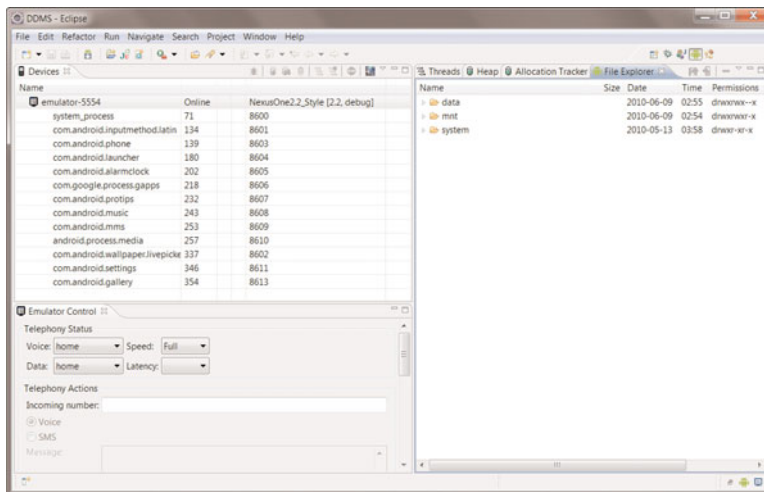 DDMS - Eclipse
File Edit Refactor Run Navigate Search Project Window Help
Devices
Name
emulator-5554 Online NexusOne2.2_Style [2.2, debug]
system_process 71 8600
com.android.inputmethod.latin 134 8601
com.android.phone 139 8603
com.android.launcher 180 8604
com.android.alarmclock 202 8605
com.google.process.gapps 218 8606
com.android.protips 232 8607
com.android.music 243 8608
com.android.mms 253 8609
android.process.media 257 8610
com.android.wallpaper.livepicke 337 8602
com.android.settings 346 8611
com.android.gallery 354 8613
Emulator Control
Telephony Status
Voice: home Speed: Full
Data: home Latency:
Telephony Actions
Incoming number:
Voice
SMS
Message:
Threads Heap Allocation Tracker File Explorer
Name Size Date Time Permissions
data 2010-06-09 02:55 drwxrwx--x
mnt 2010-06-09 02:54 drwxrwxr-x
system 2010-05-13 03:58 drwxr-xr-x